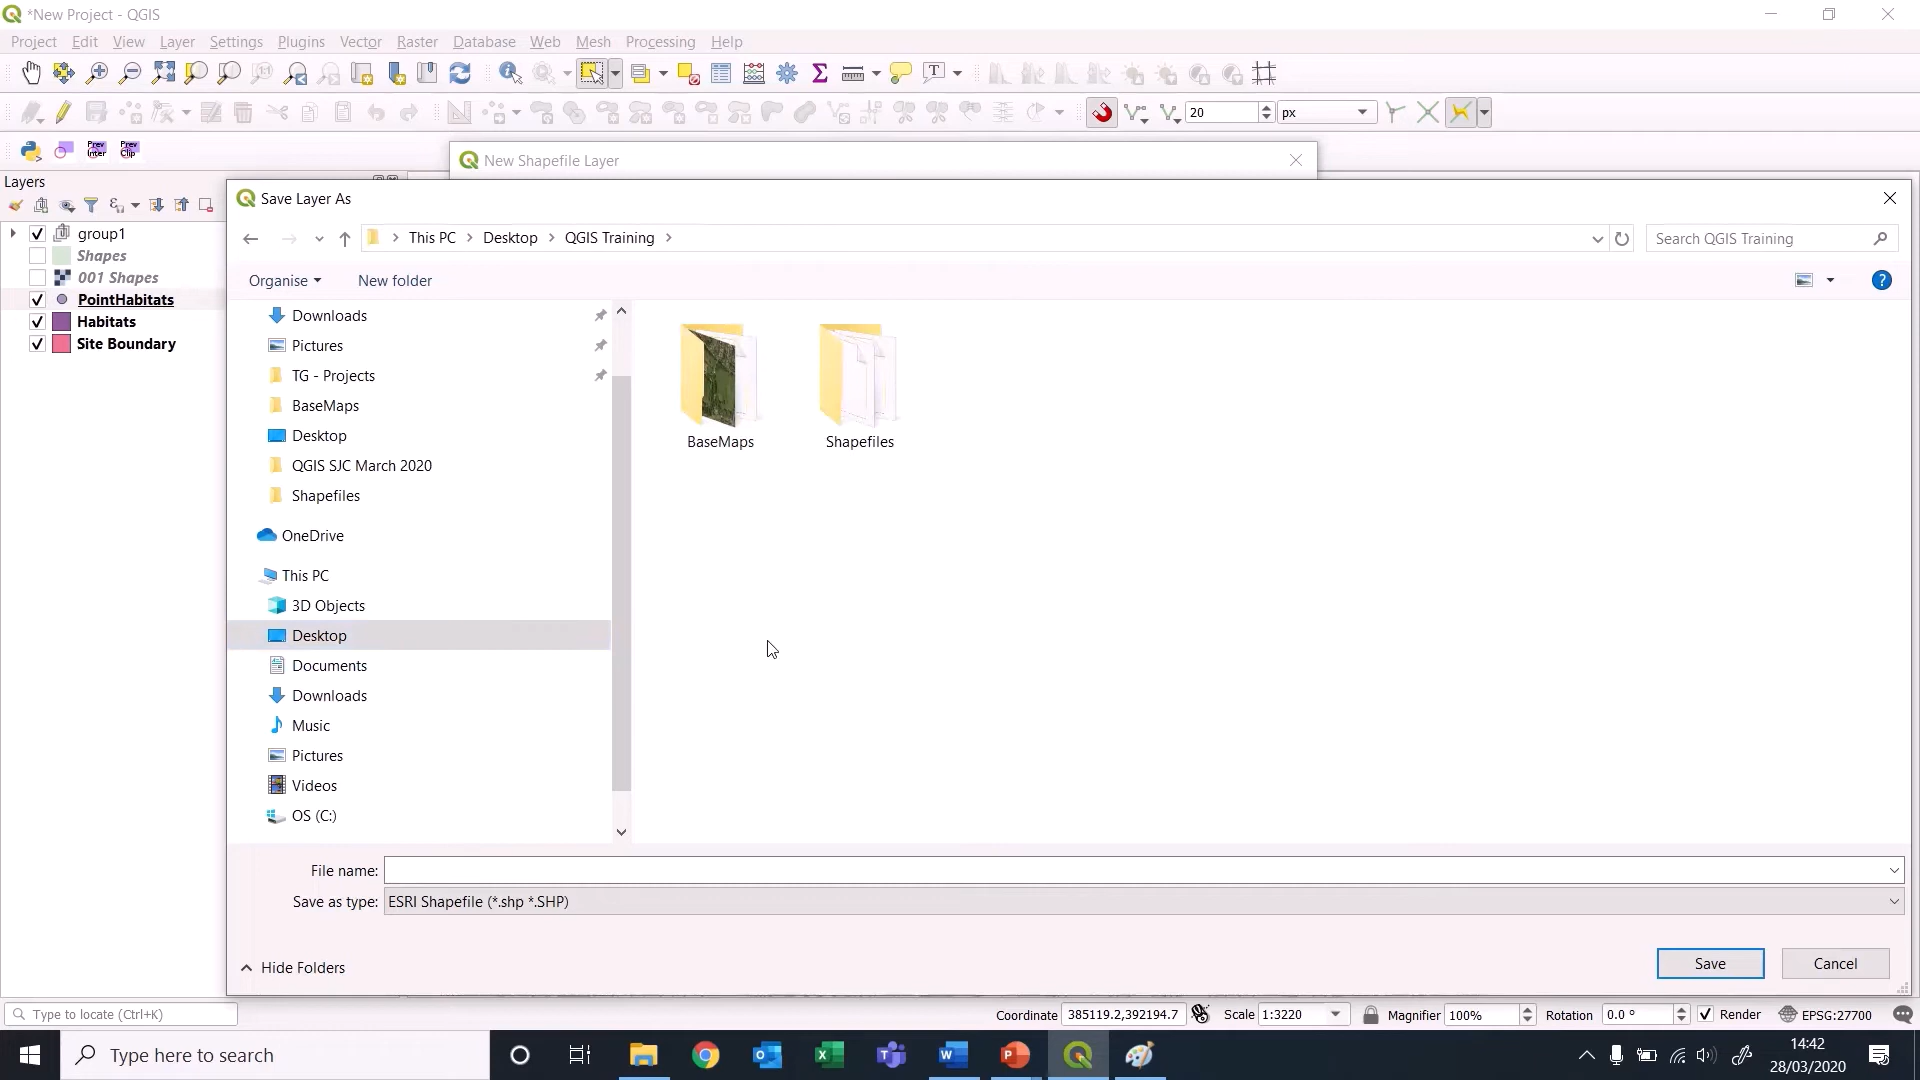 *New Project - QGIS
Project Edit View Layer Settings Plugins Vector Raster Database Web Mesh Processing Help
20 px
Prev Inter Prev Clip
New Shapefile Layer
Layers
Save Layer As
This PC Desktop QGIS Training Search QGIS Training
Organise New folder
group1
Shapes
001 Shapes
PointHabitats
Habitats
Site Boundary
Downloads
Pictures
TG - Projects
BaseMaps
Desktop
QGIS SJC March 2020
Shapefiles
OneDrive
This PC
3D Objects
Desktop
Documents
Downloads
Music
Pictures
Videos
OS (C:)
BaseMaps Shapefiles
File name:
Save as type: ESRI Shapefile (*.shp *.SHP)
Hide Folders Save Cancel
Type to locate (Ctrl+K) Coordinate 385119.2,392194.7 Scale 1:3220 Magnifier 100% Rotation 0.0 ° Render EPSG:27700
Type here to search 14:42
28/03/2020